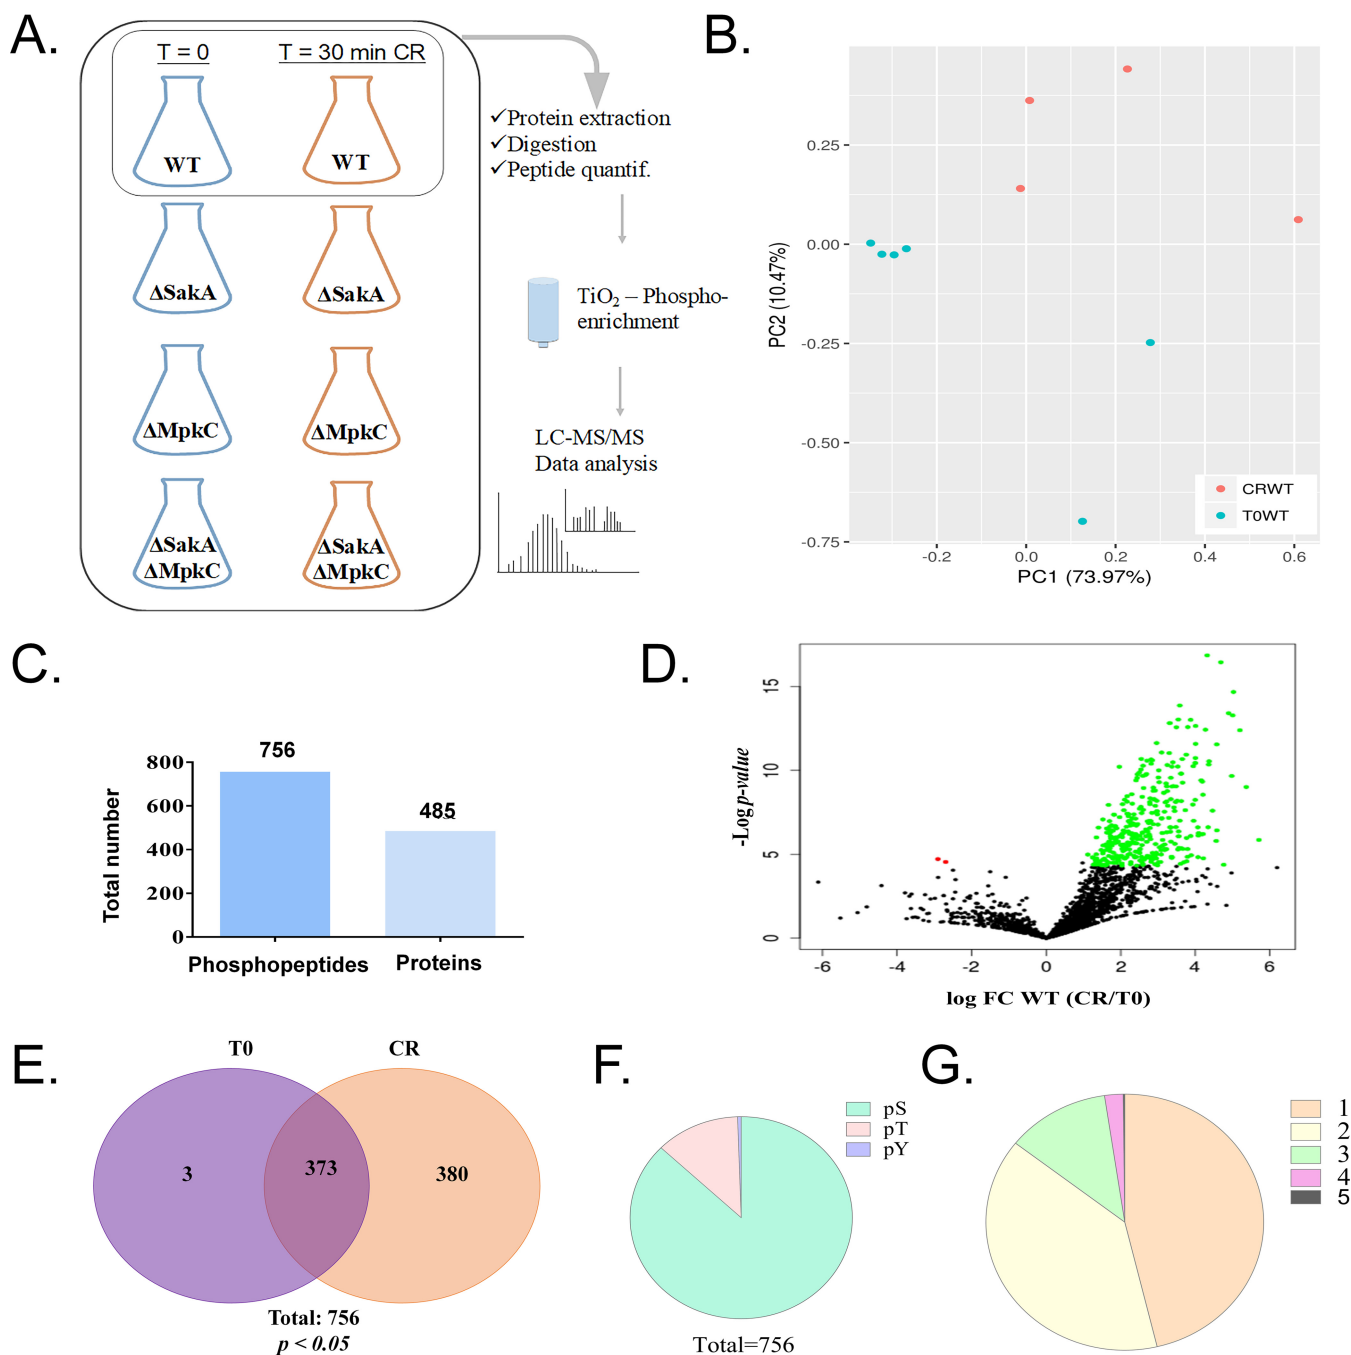 A.
T = 0
T = 30 min CR
WT
WT
ΔSakA
ΔSakA
ΔMpkC
ΔMpkC
ΔSakA
ΔMpkC
ΔSakA
ΔMpkC
✓Protein extraction
✓Digestion
✓Peptide quantif.
TiO₂ – Phospho-
enrichment
LC-MS/MS
Data analysis
B.
PC2 (10.47%)
0.25
0.00
-0.25
-0.50
-0.75
-0.2
0.0
0.2
0.4
0.6
PC1 (73.97%)
CRWT
T0WT
C.
Total number
800
600
400
200
0
756
485
Phosphopeptides
Proteins
D.
-Log p-value
15
10
5
0
-6
-4
-2
0
2
4
6
log FC WT (CR/T0)
E.
T0
CR
3
373
380
Total: 756
p < 0.05
F.
pS
pT
pY
Total=756
G.
1
2
3
4
5